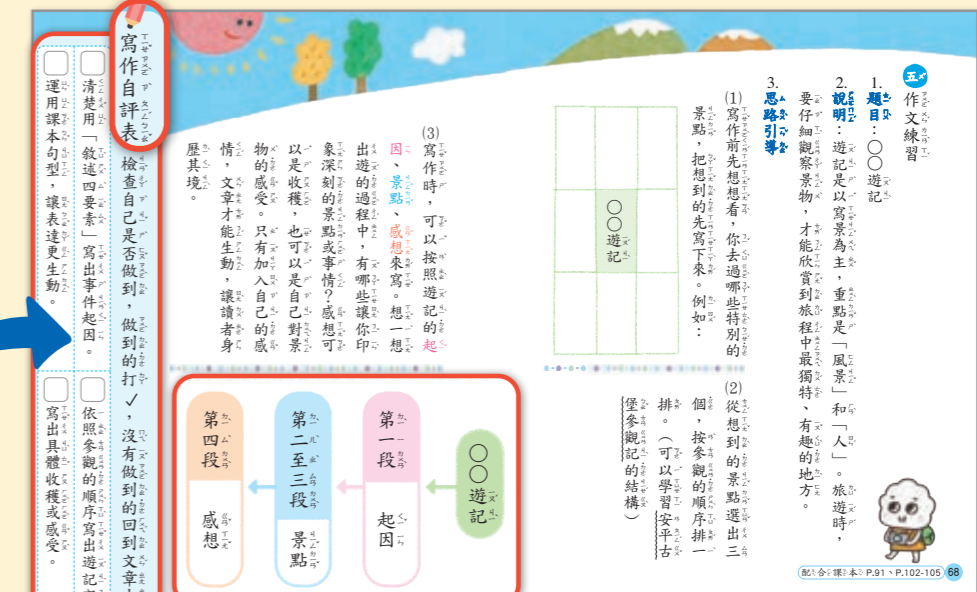 五 作文練習
1. 題目：○○遊記
2. 說明：遊記是以寫景為主，重點是「風景」和「人」。旅遊時，
要仔細觀察景物，才能欣賞到旅程中最獨特、有趣的地方。
3. 思路引導
(1) 寫作前先想想看，你去過哪些特別的
景點，把想到的先寫下來。例如：
○○遊記
(2) 從想到的景點選出三
個，按參觀的順序排一
排。（可以學習安平古
堡參觀記的結構）
(3) 寫作時，可以按照遊記的起
因、景點、感想來寫。想一想
出遊的過程中，有哪些讓你印
象深刻的景點或事情？感想可
以是收穫，也可以是自己對景
物的感受。只有加入自己的感
情，文章才能生動，讓讀者身
歷其境。
○○遊記
第一段 起因
第二至三段 景點
第四段 感想
寫作自評表 檢查自己是否做到，做到的打✓，沒有做到的回到文章
清楚用「敘述四要素」寫出事件起因。
依照參觀的順序寫出遊記
運用課本句型，讓表達更生動。
寫出具體收穫或感受。
配合課本P.91、P.102-105 68